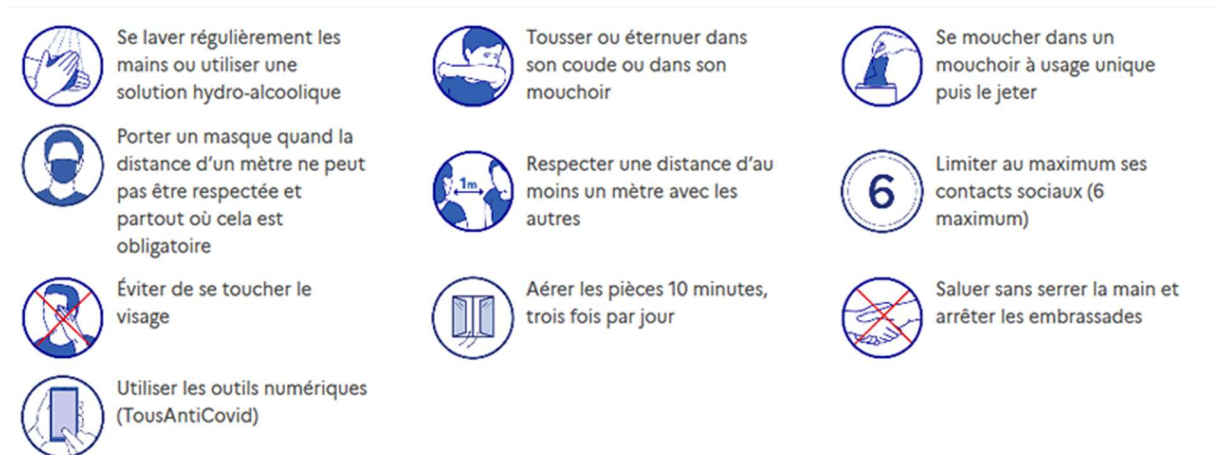 Se laver régulièrement les
mains ou utiliser une
solution hydro-alcoolique
Tousser ou éternuer dans
son coude ou dans son
mouchoir
Se moucher dans un
mouchoir à usage unique
puis le jeter
Porter un masque quand la
distance d'un mètre ne peut
pas être respectée et
partout où cela est
obligatoire
1m
Respecter une distance d'au
moins un mètre avec les
autres
6
Limiter au maximum ses
contacts sociaux (6
maximum)
Éviter de se toucher le
visage
Aérer les pièces 10 minutes,
trois fois par jour
Saluer sans serrer la main et
arrêter les embrassades
Utiliser les outils numériques
(TousAntiCovid)